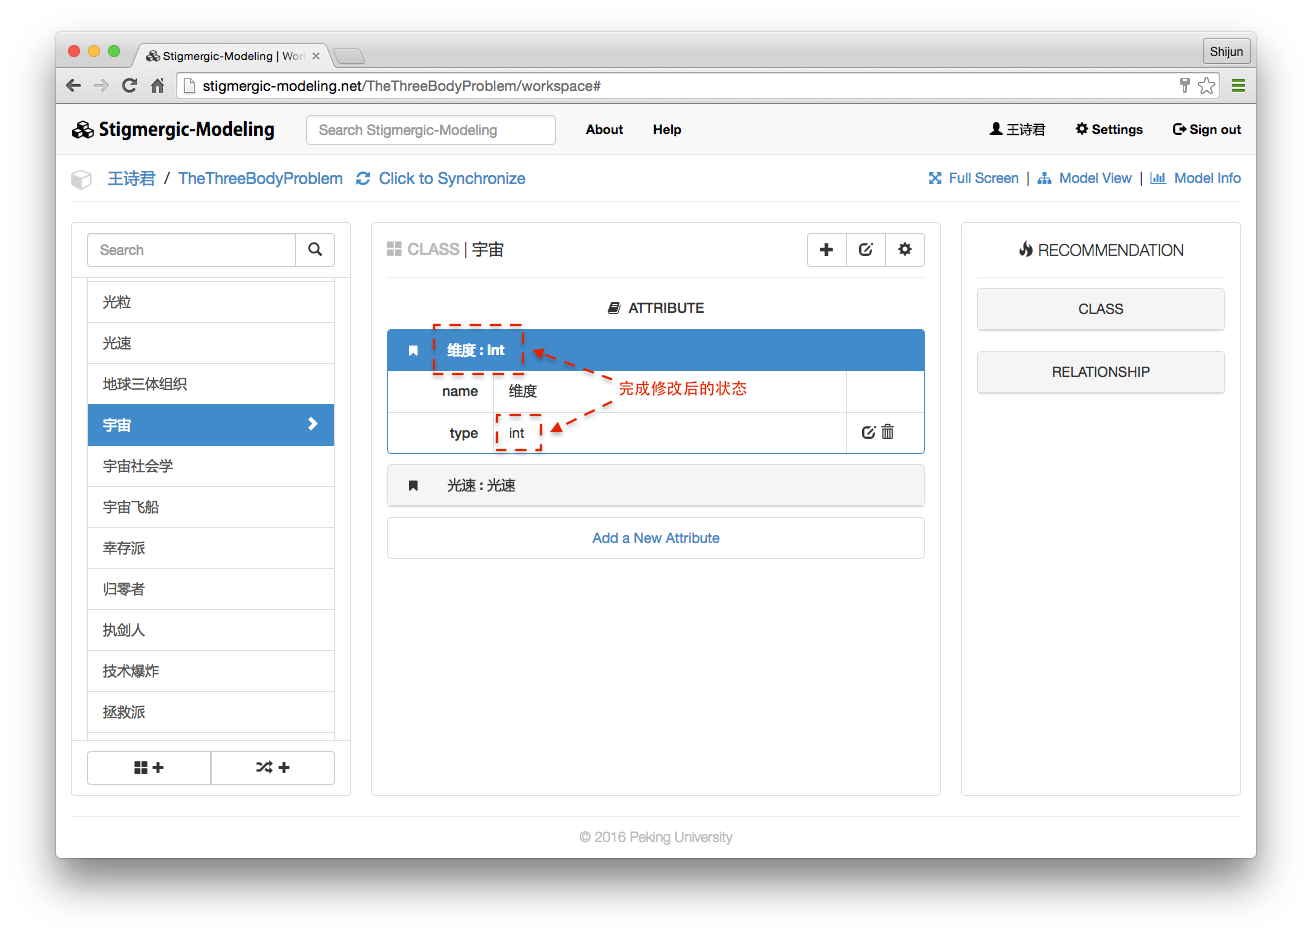 Stigmergic-Modeling | Wor
Shijun
stigmergic-modeling.net/TheThreeBodyProblem/workspace#
Stigmergic-Modeling
Search Stigmergic-Modeling
About
Help
王诗君
Settings
Sign out
王诗君 / TheThreeBodyProblem
Click to Synchronize
Full Screen | Model View | Model Info
Search
光粒
光速
地球三体组织
宇宙
宇宙社会学
宇宙飞船
幸存派
归零者
执剑人
技术爆炸
拯救派
CLASS | 宇宙
ATTRIBUTE
维度 : Int
name 维度
完成修改后的状态
type int
光速 : 光速
Add a New Attribute
RECOMMENDATION
CLASS
RELATIONSHIP
© 2016 Peking University